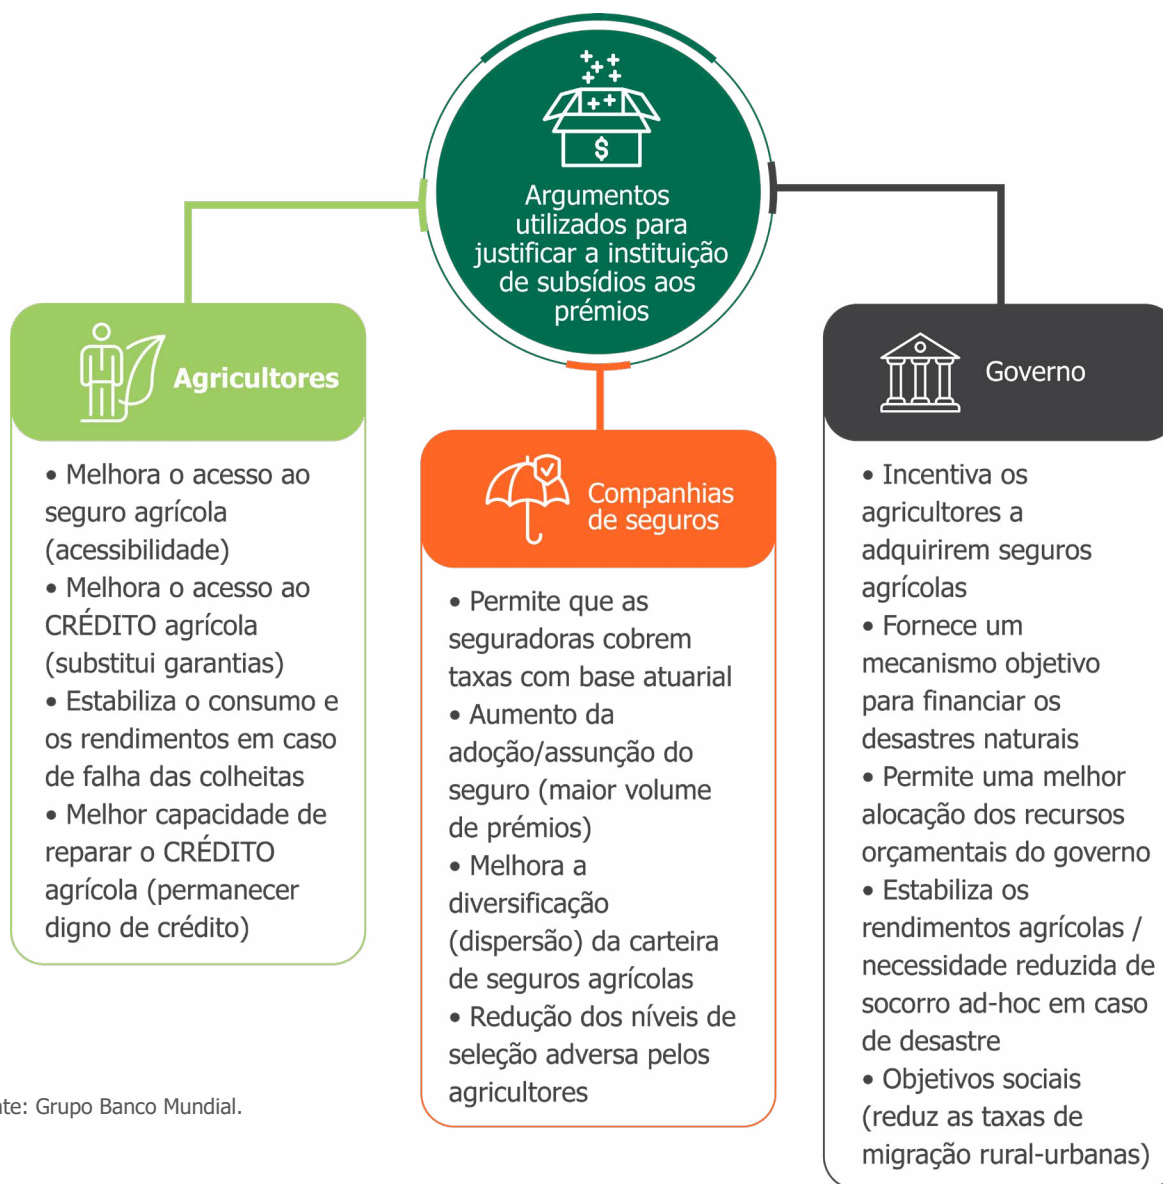 Argumentos
utilizados para
justificar a instituição
de subsídios aos
prémios
Agricultores
• Melhora o acesso ao
seguro agrícola
(acessibilidade)
• Melhora o acesso ao
CRÉDITO agrícola
(substitui garantias)
• Estabiliza o consumo e
os rendimentos em caso
de falha das colheitas
• Melhor capacidade de
reparar o CRÉDITO
agrícola (permanecer
digno de crédito)
Companhias
de seguros
• Permite que as
seguradoras cobrem
taxas com base atuarial
• Aumento da
adoção/assunção do
seguro (maior volume
de prémios)
• Melhora a
diversificação
(dispersão) da carteira
de seguros agrícolas
• Redução dos níveis de
seleção adversa pelos
agricultores
Governo
• Incentiva os
agricultores a
adquirirem seguros
agrícolas
• Fornece um
mecanismo objetivo
para financiar os
desastres naturais
• Permite uma melhor
alocação dos recursos
orçamentais do governo
• Estabiliza os
rendimentos agrícolas /
necessidade reduzida de
socorro ad-hoc em caso
de desastre
• Objetivos sociais
(reduz as taxas de
migração rural-urbanas)
nte: Grupo Banco Mundial.